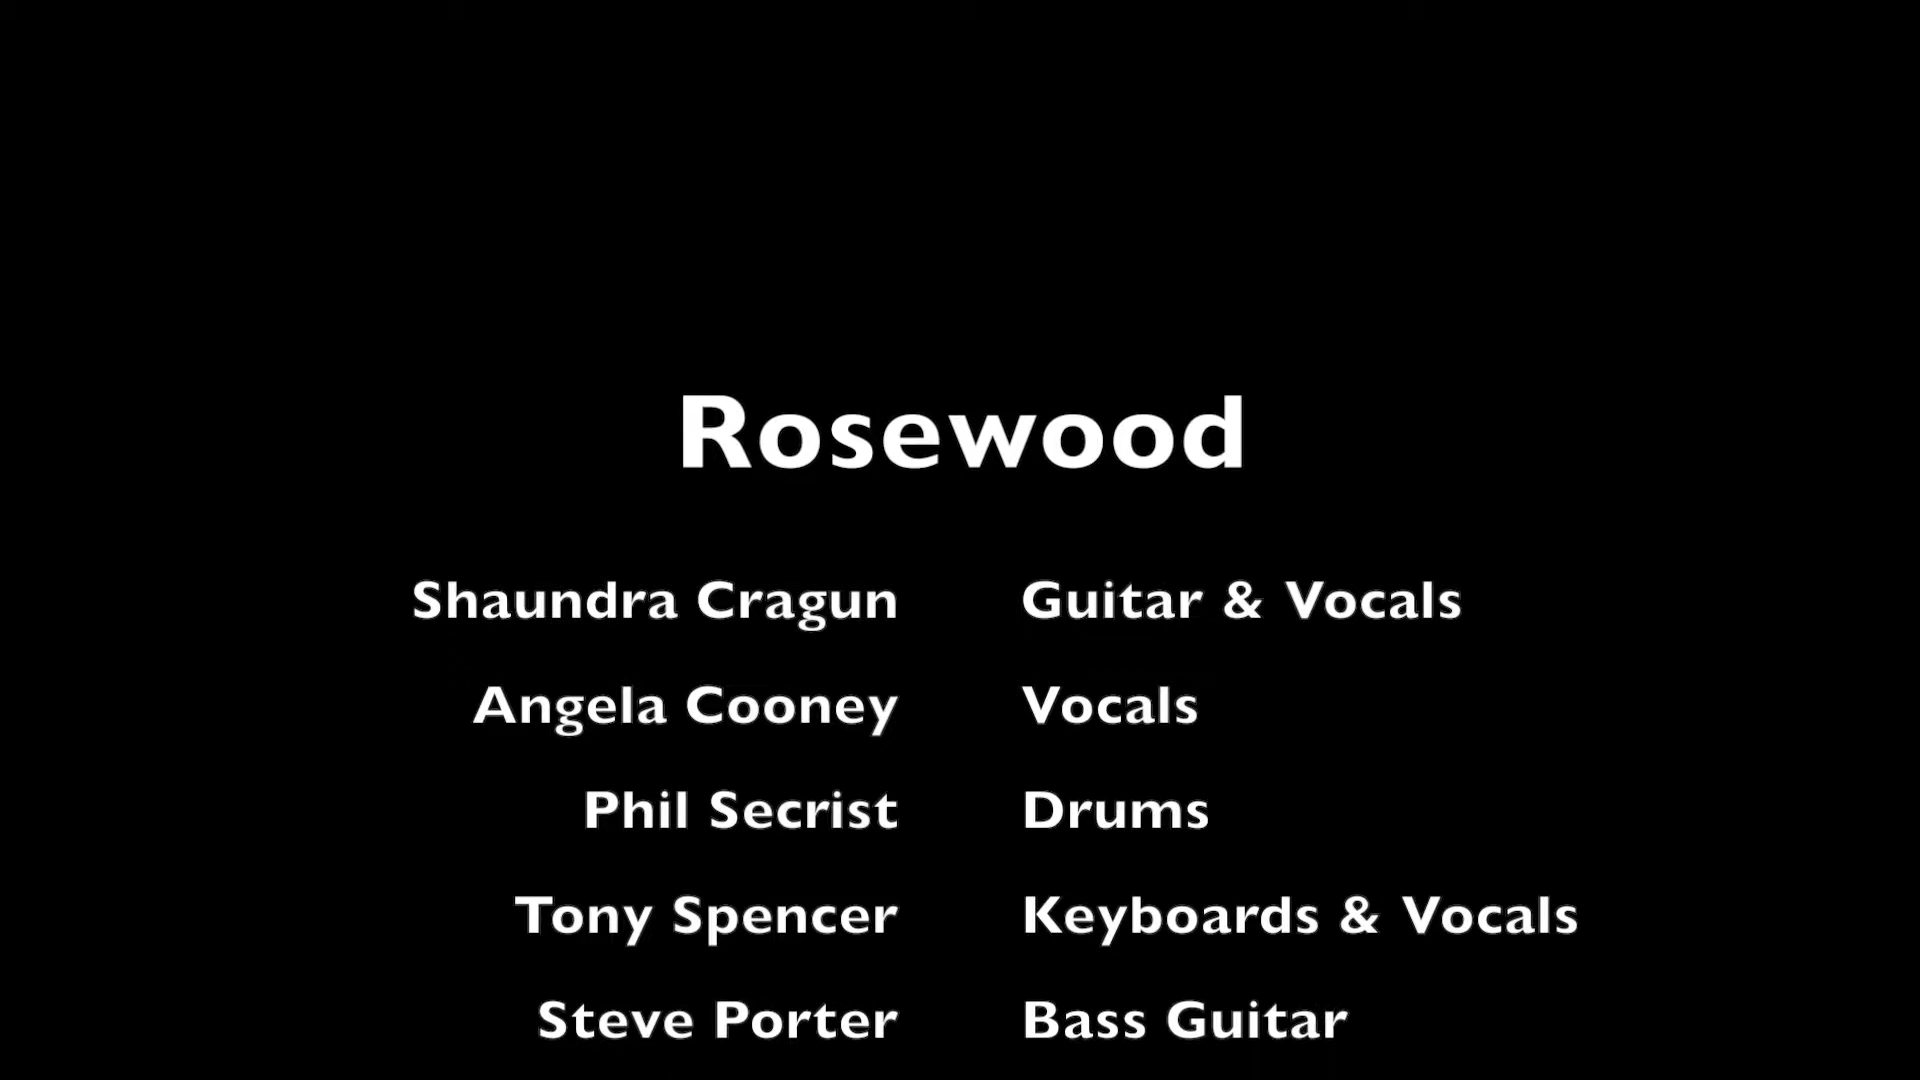 Rosewood
Shaundra Cragun Guitar & Vocals
Angela Cooney Vocals
Phil Secrist Drums
Tony Spencer Keyboards & Vocals
Steve Porter Bass Guitar